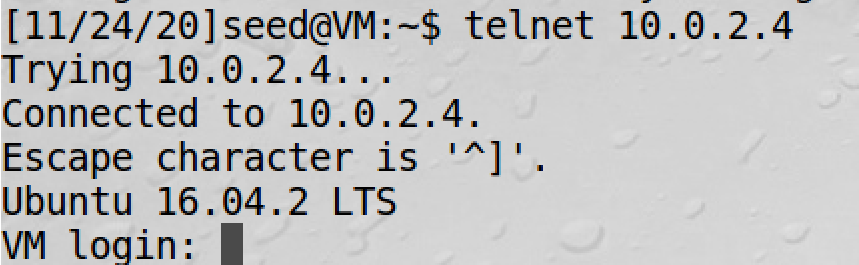 [11/24/20]seed@VM:~$ telnet 10.0.2.4
Trying 10.0.2.4...
Connected to 10.0.2.4.
Escape character is '^]'.
Ubuntu 16.04.2 LTS
VM login: